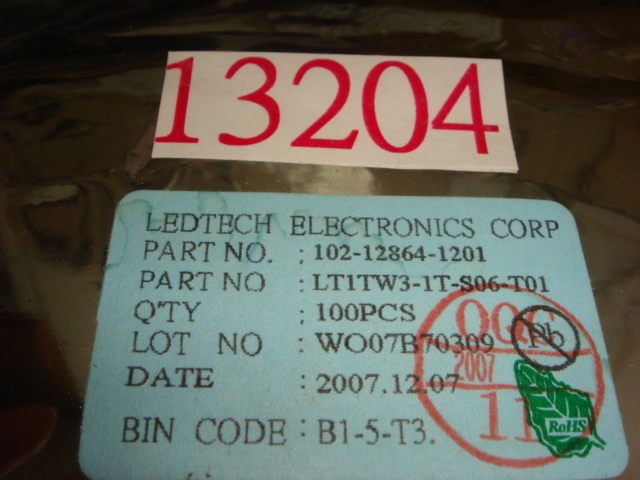 13204
LEDTECH ELECTRONICS CORP
PART NO. : 102-12864-1201
PART NO : LT1TW3-1T-S06-T01
Q'TY : 100PCS
LOT NO : WO07B70309
DATE : 2007.12.07
BIN CODE : B1-5-T3.
Pb
2007
11
RoHS